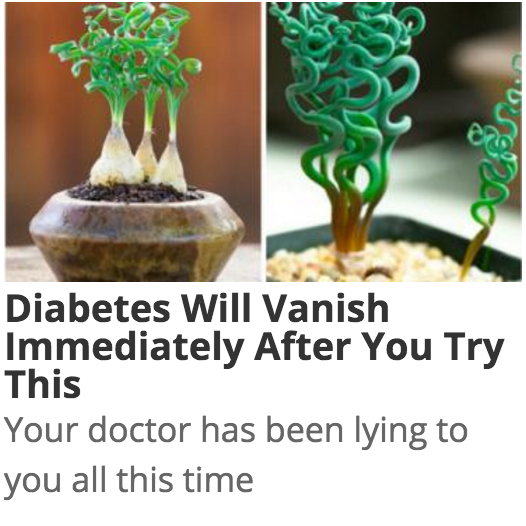 Diabetes Will Vanish
Immediately After You Try
This
Your doctor has been lying to
you all this time